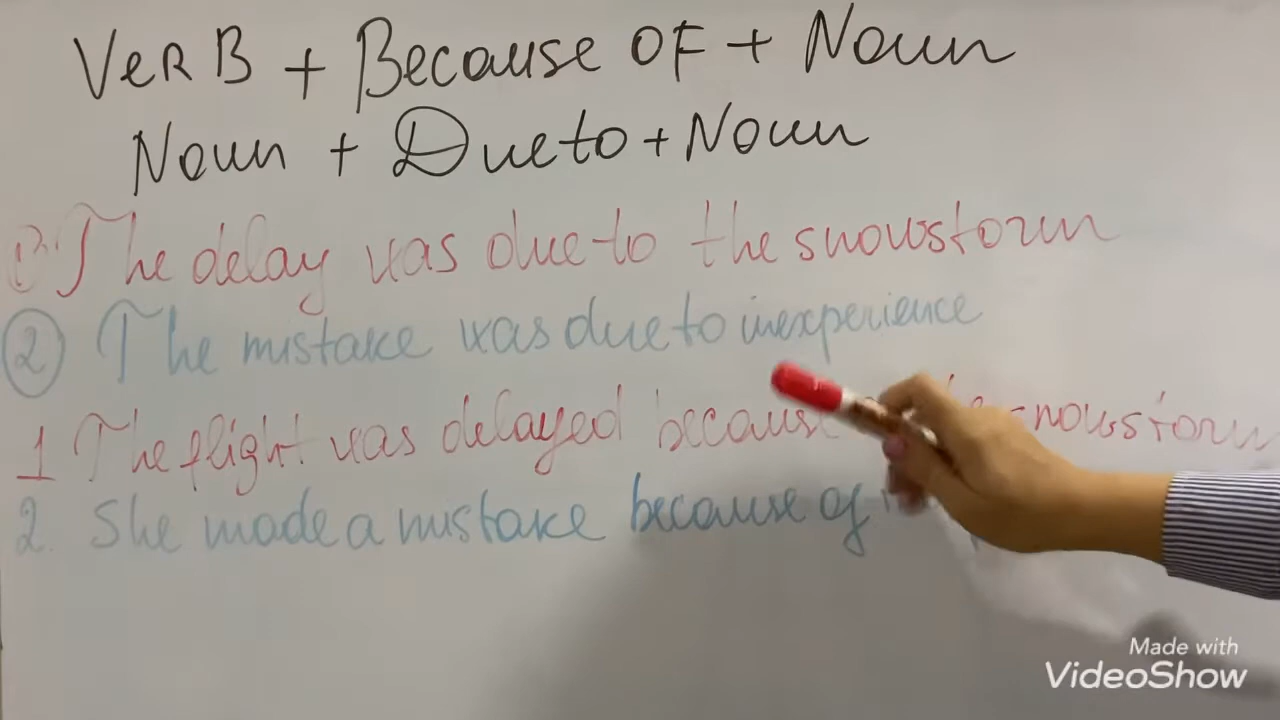 VeRB + Because OF + Noun
Noun + Due to + Noun
1. The delay was due to the snowstorm
2 The mistake was due to inexperience
1 The flight was delayed because snowstorm
2. She made a mistake because of
Made with
VideoShow